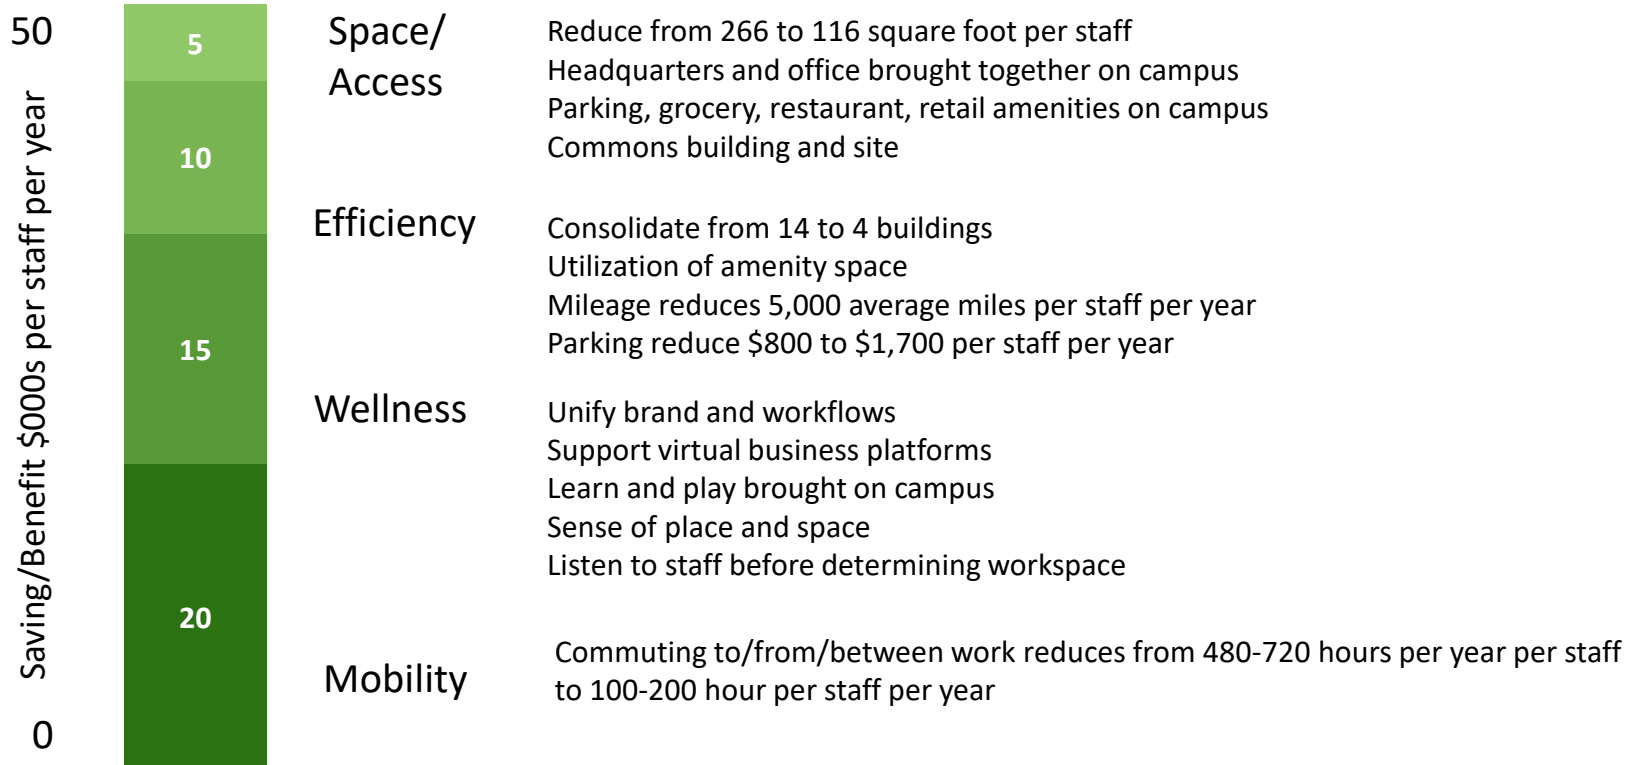 50
Saving/Benefit $000s per staff per year
0
5
10
15
20
Space/
Access
Reduce from 266 to 116 square foot per staff
Headquarters and office brought together on campus
Parking, grocery, restaurant, retail amenities on campus
Commons building and site
Efficiency
Consolidate from 14 to 4 buildings
Utilization of amenity space
Mileage reduces 5,000 average miles per staff per year
Parking reduce $800 to $1,700 per staff per year
Wellness
Unify brand and workflows
Support virtual business platforms
Learn and play brought on campus
Sense of place and space
Listen to staff before determining workspace
Mobility
Commuting to/from/between work reduces from 480-720 hours per year per staff
to 100-200 hour per staff per year